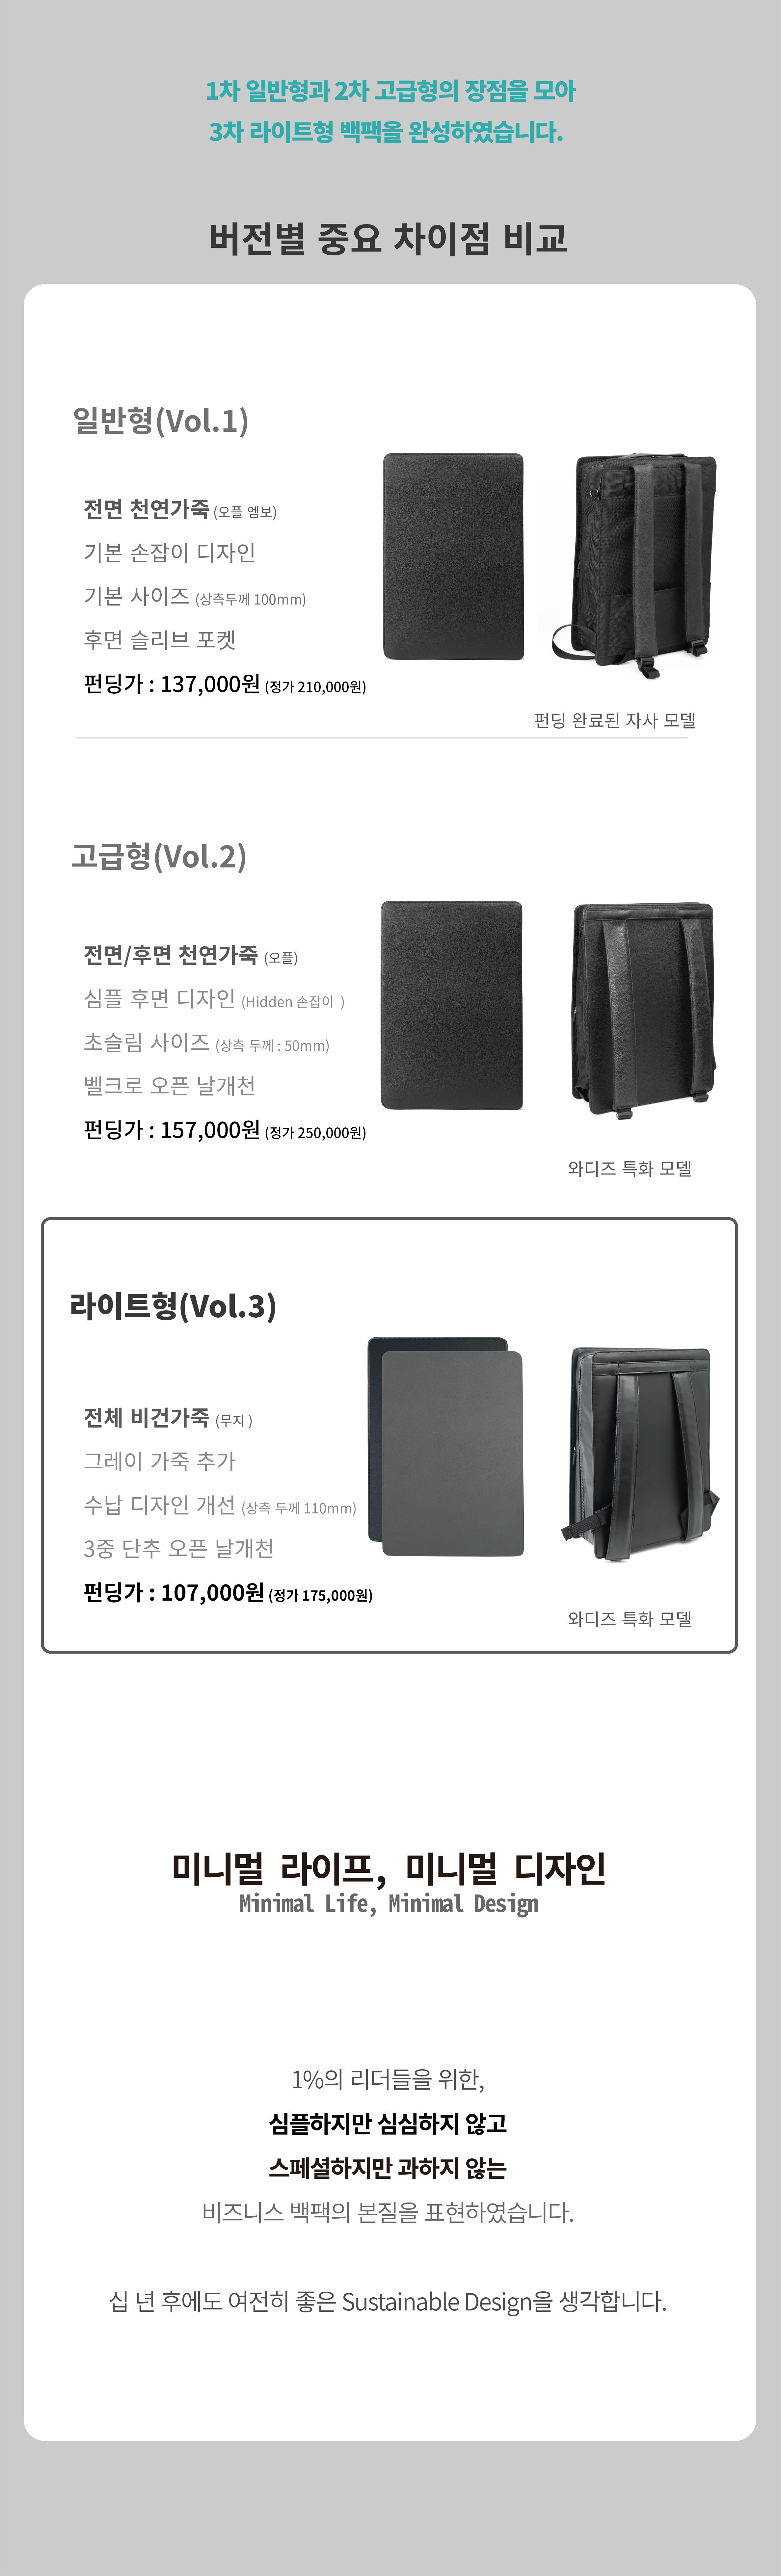 1차 일반형과 2차 고급형의 장점을 모아
3차 라이트형 백팩을 완성하였습니다.
버전별 중요 차이점 비교
일반형(Vol.1)
전면 천연가죽 (오플 엠보)
기본 손잡이 디자인
기본 사이즈 (상측두께 100mm)
후면 슬리브 포켓
펀딩가 : 137,000원 (정가 210,000원)
펀딩 완료된 자사 모델
고급형(Vol.2)
전면/후면 천연가죽 (오플)
심플 후면 디자인 (Hidden 손잡이 )
초슬림 사이즈 (상측 두께 : 50mm)
벨크로 오픈 날개천
펀딩가 : 157,000원 (정가 250,000원)
와디즈 특화 모델
라이트형(Vol.3)
전체 비건가죽 (무지 )
그레이 가죽 추가
수납 디자인 개선 (상측 두께 110mm)
3중 단추 오픈 날개천
펀딩가 : 107,000원 (정가 175,000원)
와디즈 특화 모델
미니멀 라이프, 미니멀 디자인
Minimal Life, Minimal Design
1%의 리더들을 위한,
심플하지만 심심하지 않고
스페셜하지만 과하지 않는
비즈니스 백팩의 본질을 표현하였습니다.
십 년 후에도 여전히 좋은 Sustainable Design을 생각합니다.